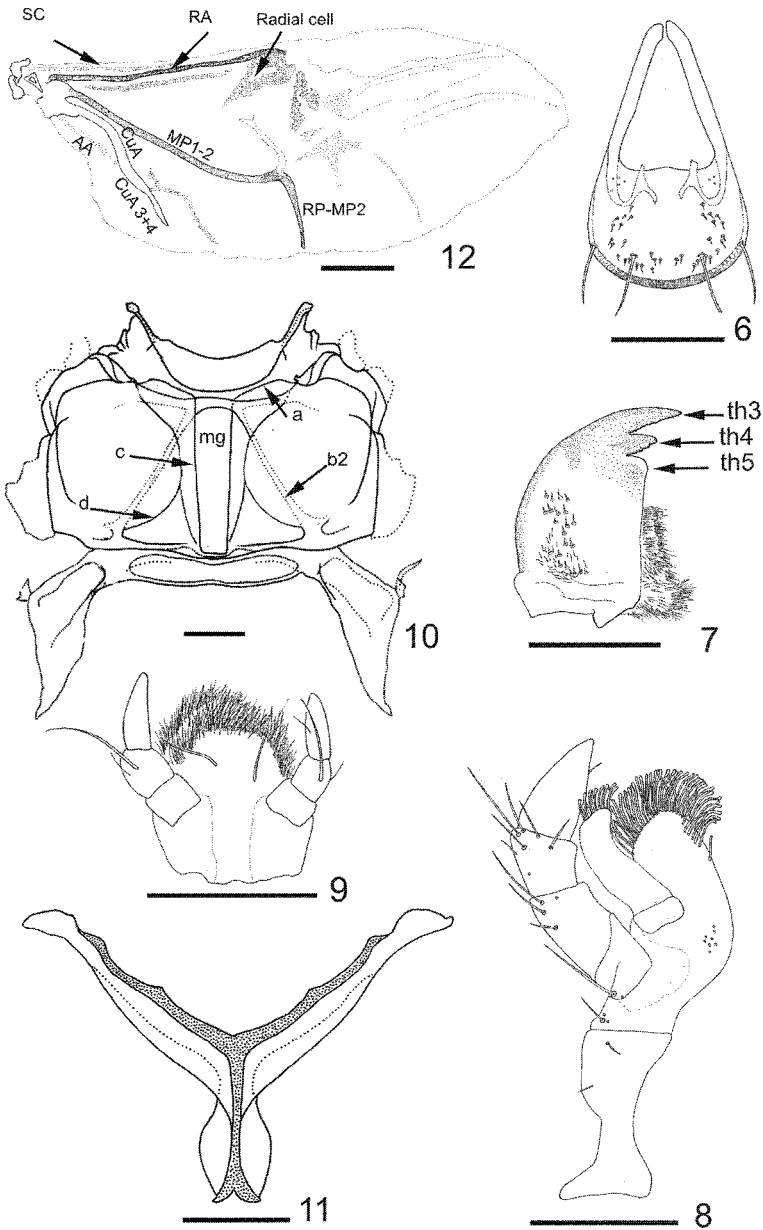 SC
RA
Radial cell
AA
CuA
MP1-2
CuA 3+4
RP-MP2
12
6
a
mg
c
b2
d
10
th3
th4
th5
7
9
8
11